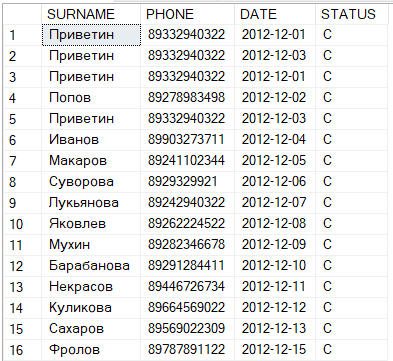 SURNAME PHONE DATE STATUS
1 Приветин 89332940322 2012-12-01 C
2 Приветин 89332940322 2012-12-03 C
3 Приветин 89332940322 2012-12-01 C
4 Попов 89278983498 2012-12-02 C
5 Приветин 89332940322 2012-12-03 C
6 Иванов 89903273711 2012-12-04 C
7 Макаров 89241102344 2012-12-05 C
8 Суворова 8929329921 2012-12-06 C
9 Лукьянова 89242940322 2012-12-07 C
10 Яковлев 89262224522 2012-12-08 C
11 Мухин 89282346678 2012-12-09 C
12 Барабанова 89291284411 2012-12-10 C
13 Некрасов 89446726734 2012-12-11 C
14 Куликова 89664569022 2012-12-12 C
15 Сахаров 89569022309 2012-12-13 C
16 Фролов 89787891122 2012-12-15 C